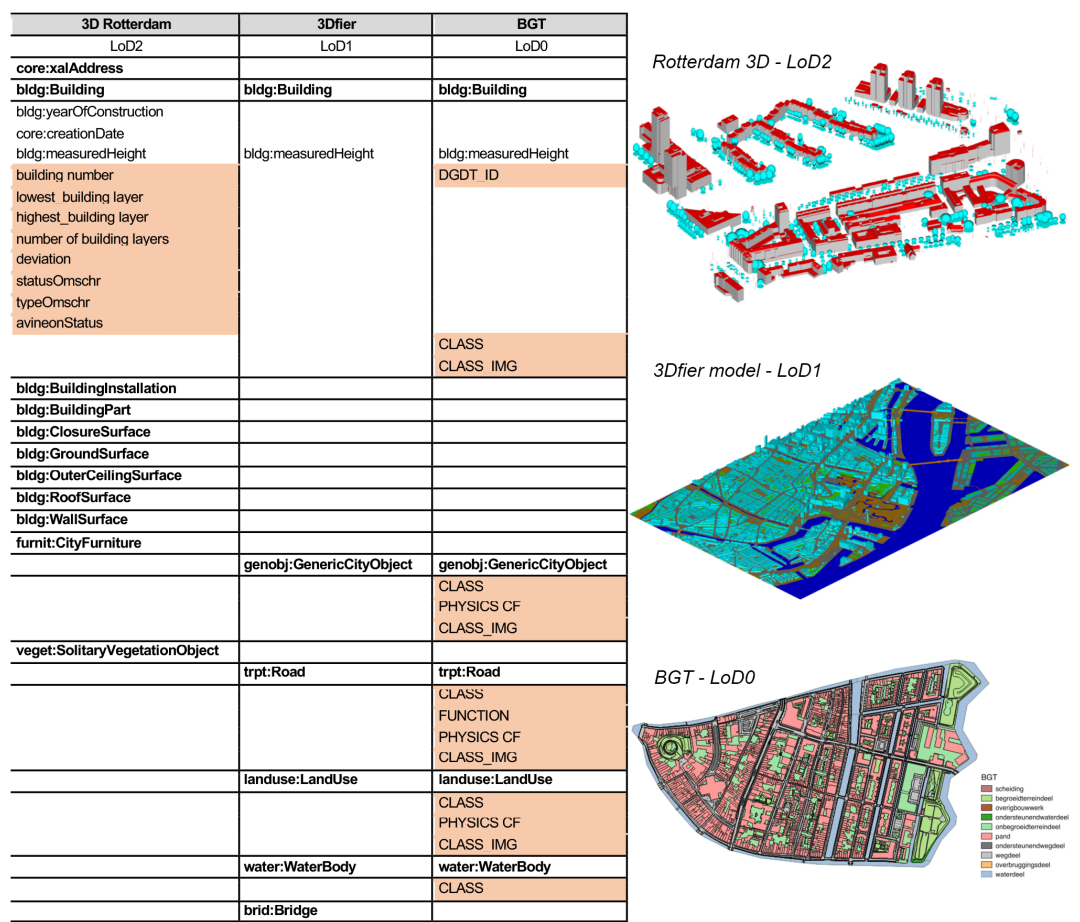 3D Rotterdam 3Dfier BGT
LoD2 LoD1 LoD0
core:xalAddress
bldg:Building bldg:Building bldg:Building
bldg:yearOfConstruction
core:creationDate
bldg:measuredHeight bldg:measuredHeight bldg:measuredHeight
building number DGDT_ID
lowest_building layer
highest_building layer
number of building layers
deviation
statusOmschr
typeOmschr
avineonStatus
CLASS
CLASS_IMG
bldg:BuildingInstallation
bldg:BuildingPart
bldg:ClosureSurface
bldg:GroundSurface
bldg:OuterCeilingSurface
bldg:RoofSurface
bldg:WallSurface
furnit:CityFurniture
genobj:GenericCityObject genobj:GenericCityObject
CLASS
PHYSICS CF
CLASS_IMG
veget:SolitaryVegetationObject
trpt:Road trpt:Road
CLASS
FUNCTION
PHYSICS CF
CLASS_IMG
landuse:LandUse landuse:LandUse
CLASS
PHYSICS CF
CLASS_IMG
water:WaterBody water:WaterBody
CLASS
brid:Bridge
Rotterdam 3D - LoD2
3Dfier model - LoD1
BGT - LoD0
BGT
scheiding
begroeidterreindeel
overigbouwwerk
ondersteunendwaterdeel
onbegroeidterreindeel
pand
ondersteunendwegdeel
wegdeel
overbruggingsdeel
waterdeel